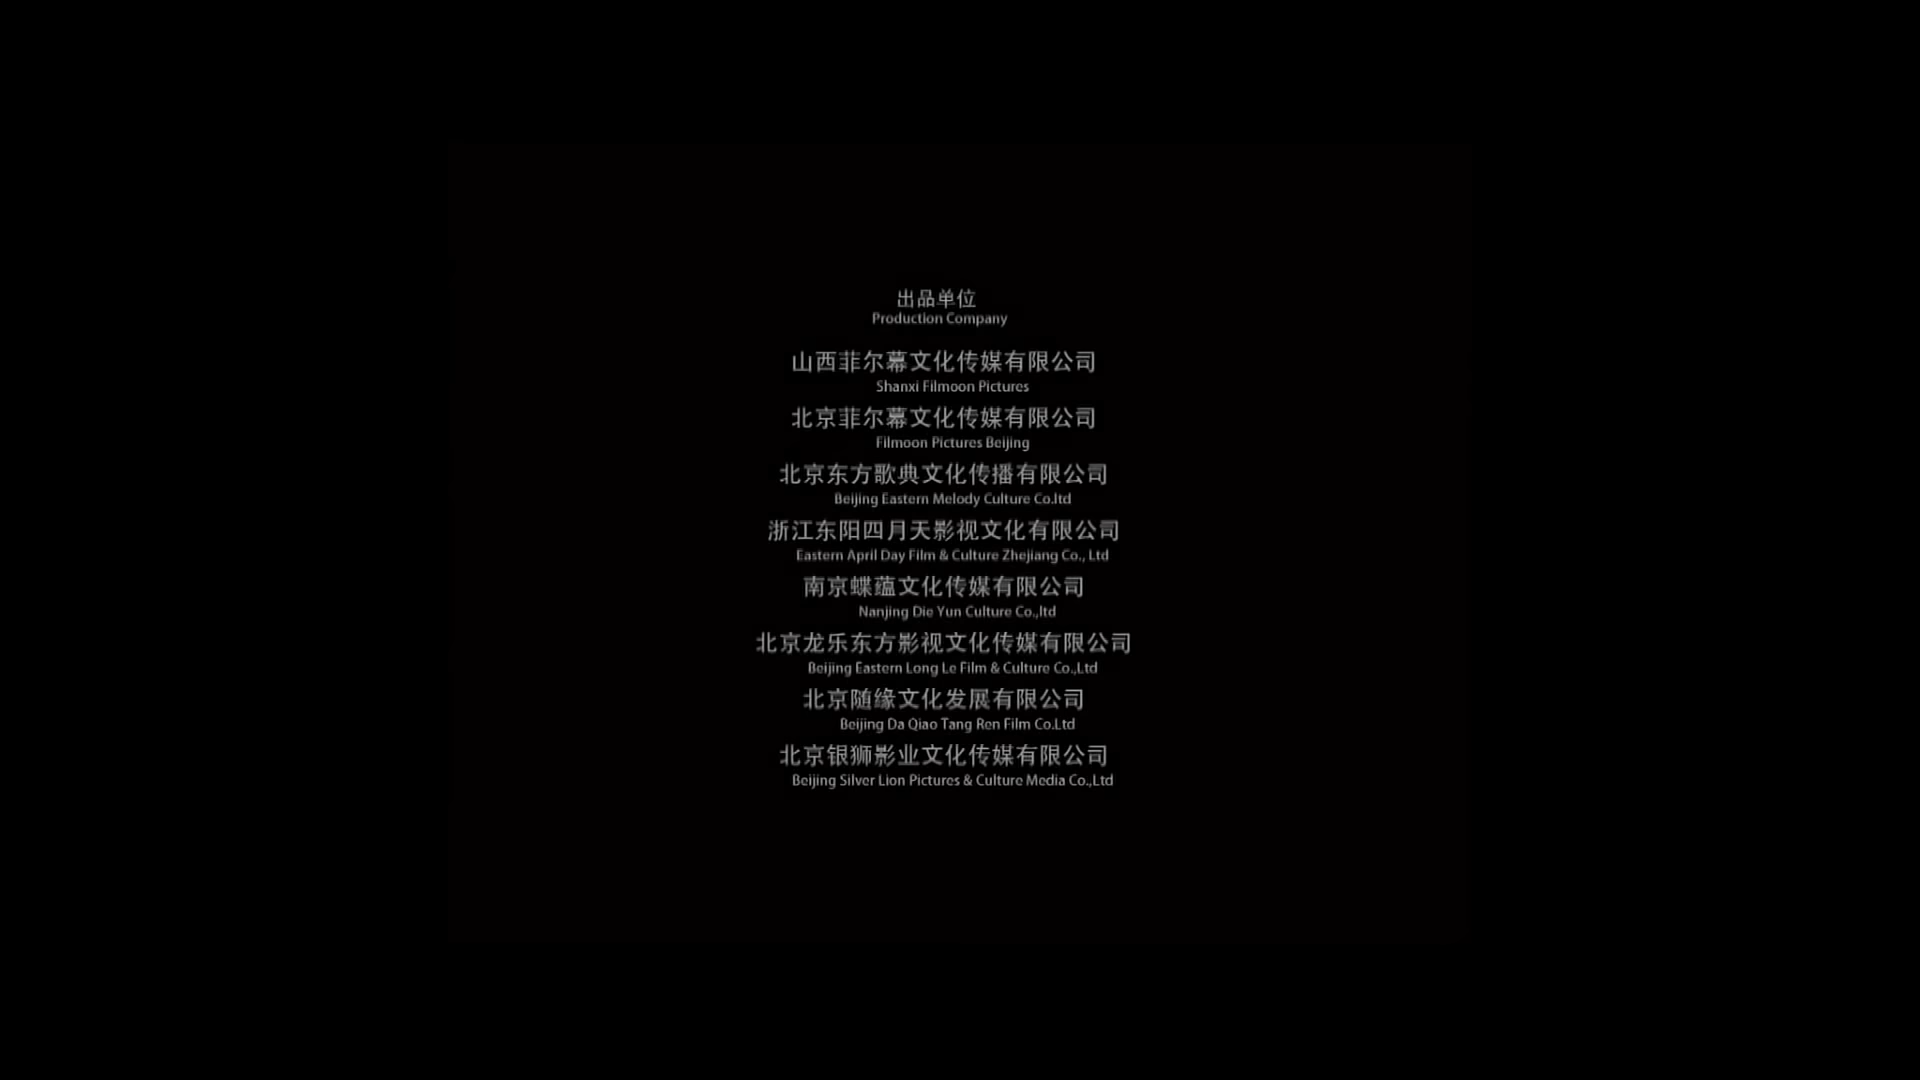 出品单位
Production Company
山西菲尔幕文化传媒有限公司
Shanxi Filmoon Pictures
北京菲尔幕文化传媒有限公司
Filmoon Pictures Beijing
北京东方歌典文化传播有限公司
Beijing Eastern Melody Culture Co.ltd
浙江东阳四月天影视文化有限公司
Eastern April Day Film & Culture Zhejiang Co., Ltd
南京蝶蕴文化传媒有限公司
Nanjing Die Yun Culture Co.,ltd
北京龙乐东方影视文化传媒有限公司
Beijing Eastern Long Le Film & Culture Co.,Ltd
北京随缘文化发展有限公司
Beijing Da Qiao Tang Ren Film Co.Ltd
北京银狮影业文化传媒有限公司
Beijing Silver Lion Pictures & Culture Media Co.,Ltd